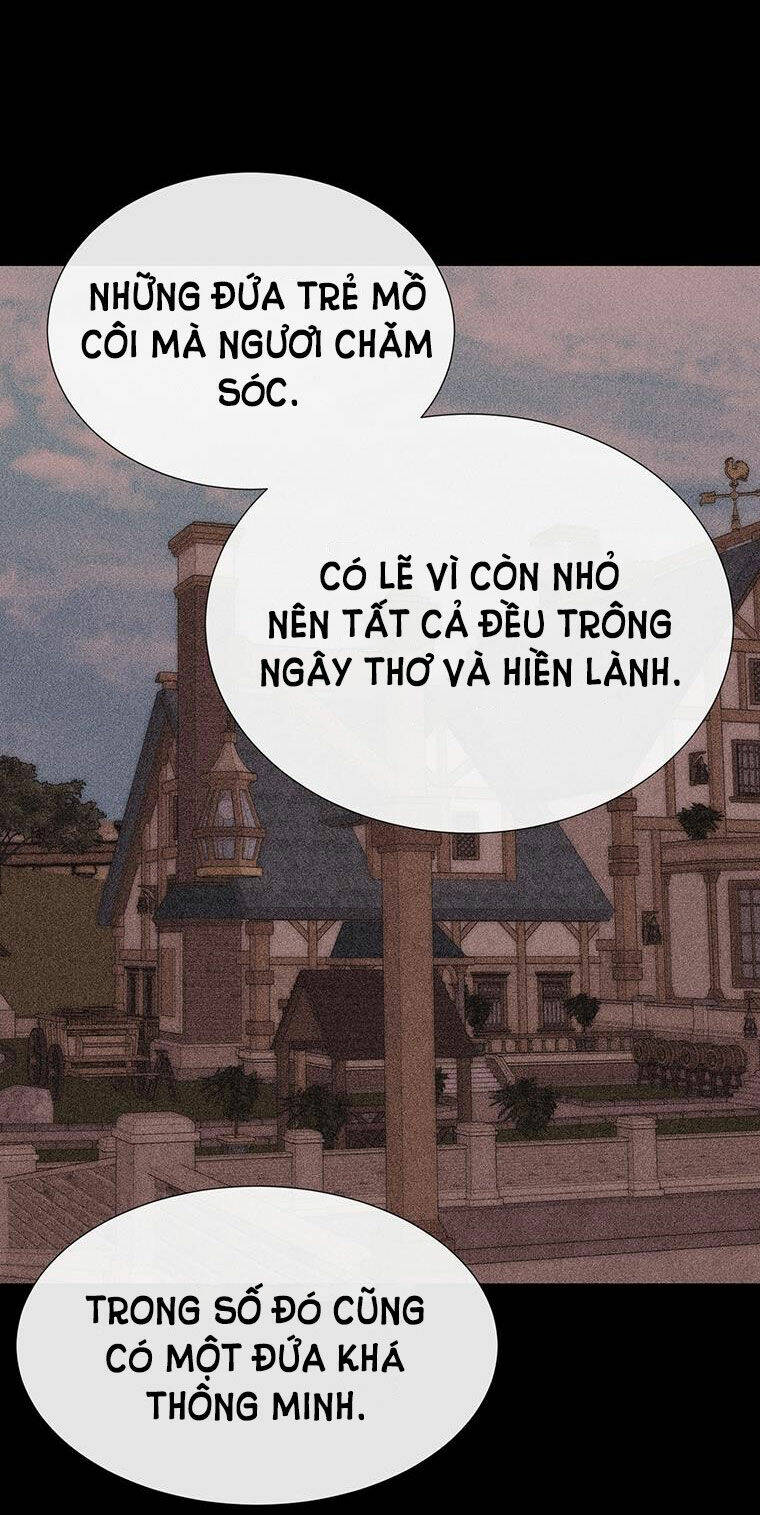 NHỮNG ĐỨA TRẺ MỒ
CÔI MÀ NGƯƠI CHĂM
SÓC.
CÓ LẼ VÌ CÒN NHỎ
NÊN TẤT CẢ ĐỀU TRÔNG
NGÂY THƠ VÀ HIỀN LÀNH.
TRONG SỐ ĐÓ CŨNG
CÓ MỘT ĐỨA KHÁ
THÔNG MINH.